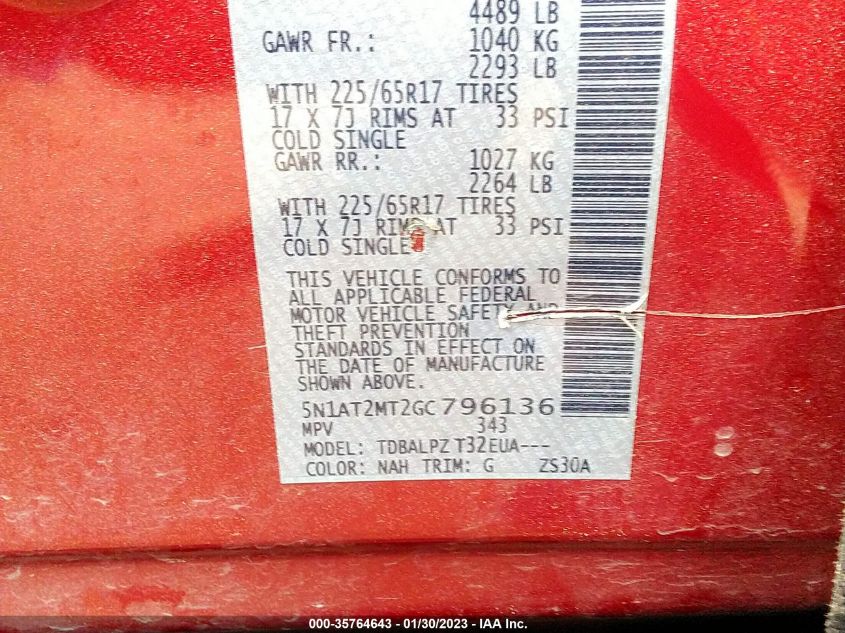 4489 LB
GAWR FR.: 1040 KG
2293 LB
WITH 225/65R17 TIRES
17 X 7J RIMS AT 33 PSI
COLD SINGLE
GAWR RR.: 1027 KG
2264 LB
WITH 225/65R17 TIRES
17 X 7J RIMS AT 33 PSI
COLD SINGLE
THIS VEHICLE CONFORMS TO
ALL APPLICABLE FEDERAL
MOTOR VEHICLE SAFETY AND
THEFT PREVENTION
STANDARDS IN EFFECT ON
THE DATE OF MANUFACTURE
SHOWN ABOVE.
5N1AT2MT2GC796136
MPV 343
MODEL: TDBALPZ T32EUA---
COLOR: NAH TRIM: G ZS30A
000-35764643 - 01/30/2023 - IAA Inc.